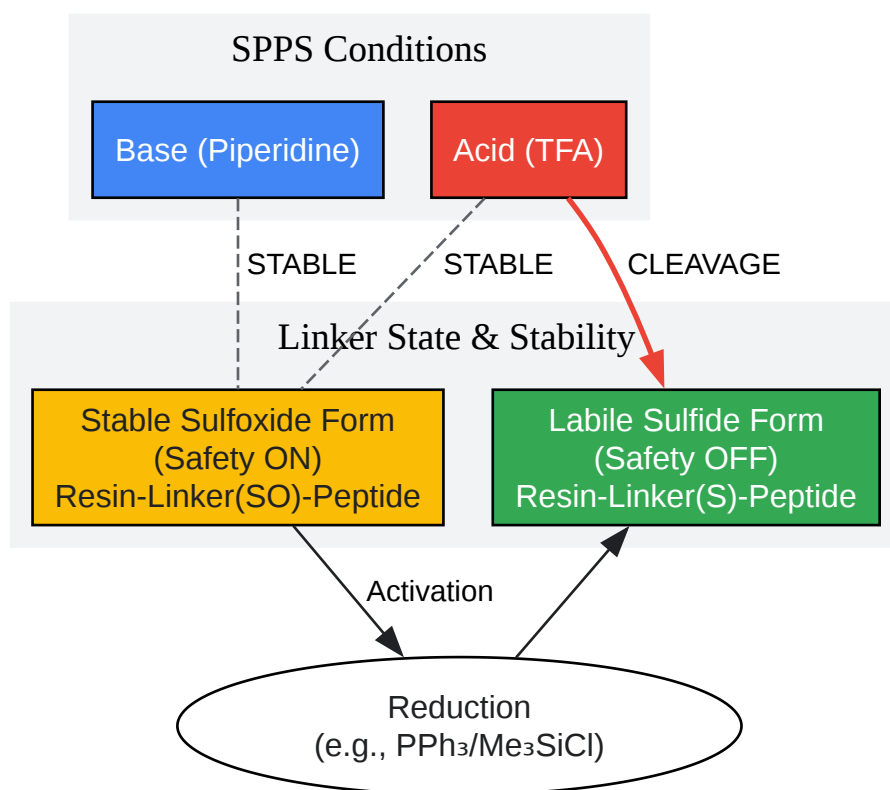 SPPS Conditions
Base (Piperidine)
Acid (TFA)
STABLE
STABLE
CLEAVAGE
Linker State & Stability
Stable Sulfoxide Form
(Safety ON)
Resin-Linker(SO)-Peptide
Labile Sulfide Form
(Safety OFF)
Resin-Linker(S)-Peptide
Activation
Reduction
(e.g., PPh₃/Me₃SiCl)